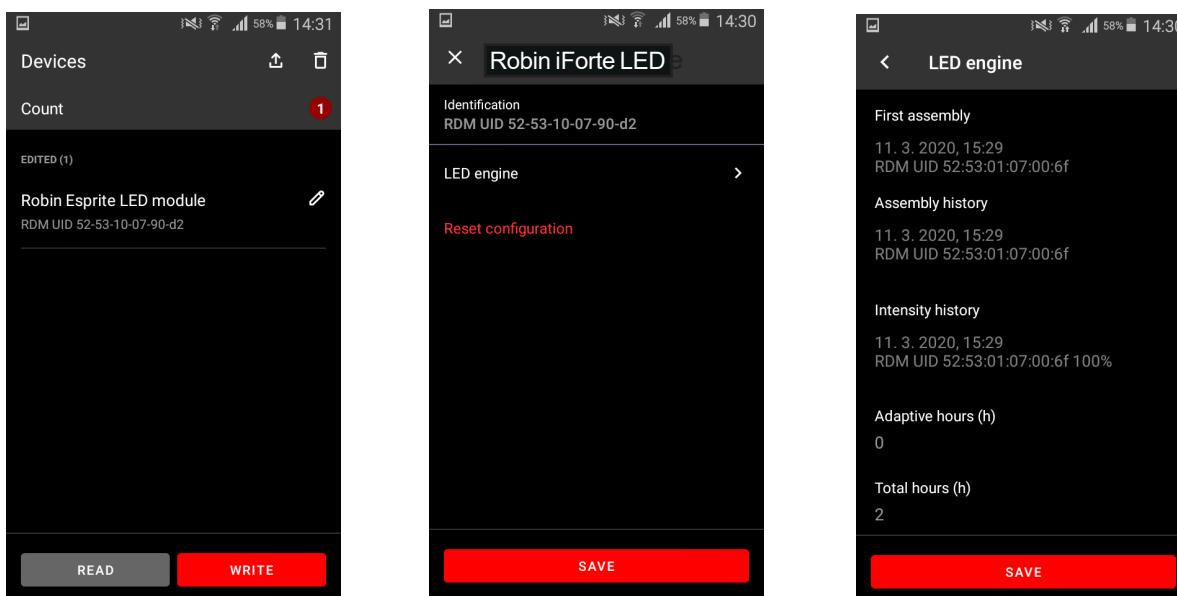 58% 14:31
Devices
Count
1
EDITED (1)
Robin Esprite LED module
RDM UID 52-53-10-07-90-d2
READ
WRITE
58% 14:30
Robin iForte LED
Identification
RDM UID 52-53-10-07-90-d2
LED engine
Reset configuration
SAVE
58% 14:30
LED engine
First assembly
11. 3. 2020, 15:29
RDM UID 52:53:01:07:00:6f
Assembly history
11. 3. 2020, 15:29
RDM UID 52:53:01:07:00:6f
Intensity history
11. 3. 2020, 15:29
RDM UID 52:53:01:07:00:6f 100%
Adaptive hours (h)
0
Total hours (h)
2
SAVE